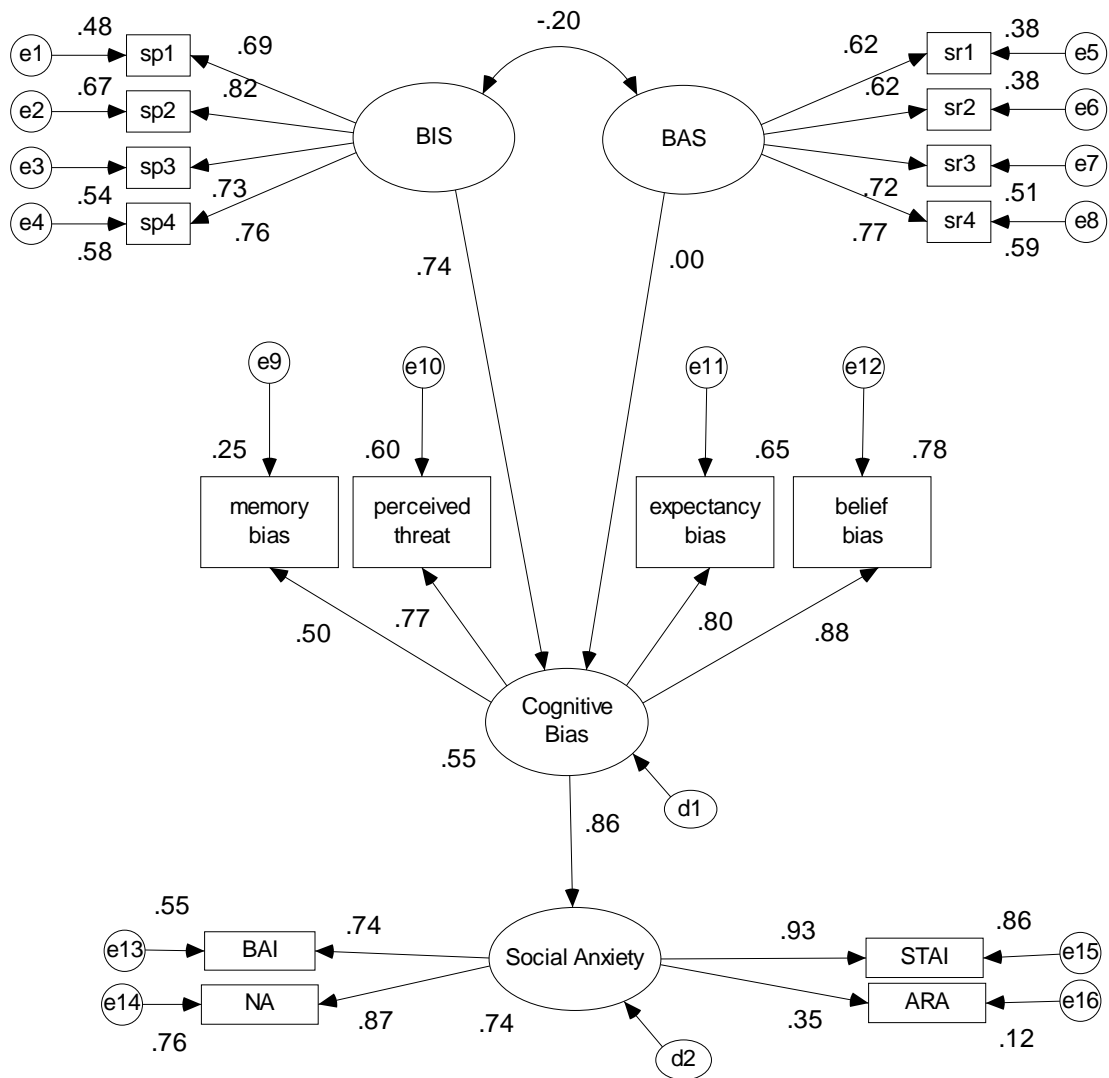 -.20
.48
.69
.62
.38
e1
sp1
sr1
e5
.67
.82
.62
.38
e2
sp2
sr2
e6
BIS
BAS
e3
sp3
sr3
e7
.54
.73
.72
.51
e4
sp4
sr4
e8
.58
.76
.77
.59
.74
.00
e9
e10
e11
e12
.25
.60
.65
.78
memory
bias
perceived
threat
expectancy
bias
belief
bias
.50
.77
.80
.88
Cognitive
Bias
.55
d1
.86
.55
.74
.93
.86
e13
BAI
Social Anxiety
STAI
e15
e14
NA
ARA
e16
.76
.87
.74
.35
.12
d2